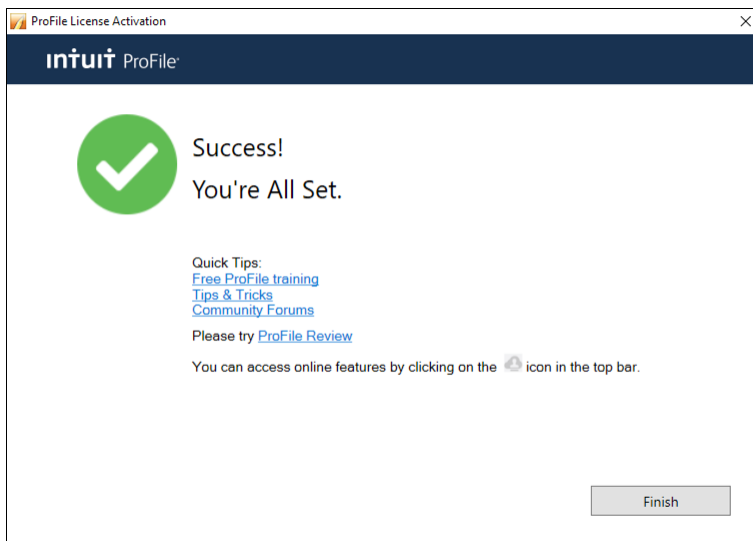 ProFile License Activation
intuit ProFile
Success!
You're All Set.
Quick Tips:
Free ProFile training
Tips & Tricks
Community Forums
Please try ProFile Review
You can access online features by clicking on the icon in the top bar.
Finish